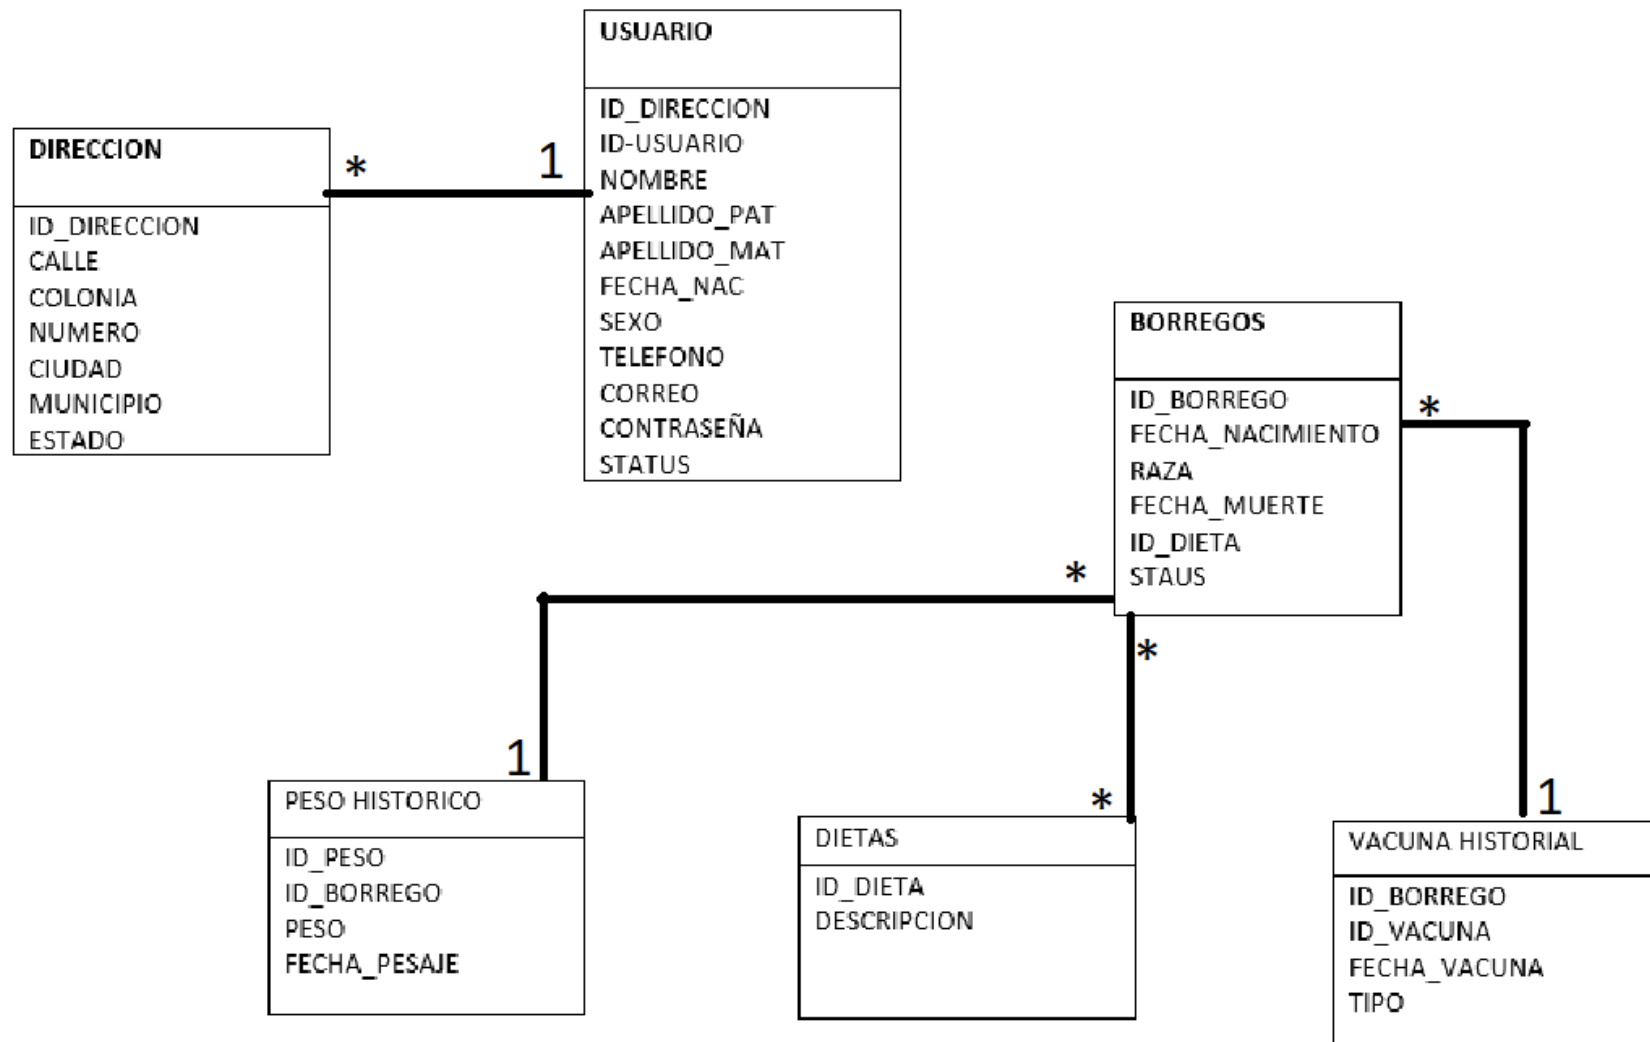 USUARIO
ID_DIRECCION
ID-USUARIO
NOMBRE
APELLIDO_PAT
APELLIDO_MAT
FECHA_NAC
SEXO
TELEFONO
CORREO
CONTRASEÑA
STATUS
DIRECCION
ID_DIRECCION
CALLE
COLONIA
NUMERO
CIUDAD
MUNICIPIO
ESTADO
* 1
BORREGOS
ID_BORREGO
FECHA_NACIMIENTO
RAZA
FECHA_MUERTE
ID_DIETA
STAUS
*
*
*
1
PESO HISTORICO
ID_PESO
ID_BORREGO
PESO
FECHA_PESAJE
*
DIETAS
ID_DIETA
DESCRIPCION
1
VACUNA HISTORIAL
ID_BORREGO
ID_VACUNA
FECHA_VACUNA
TIPO